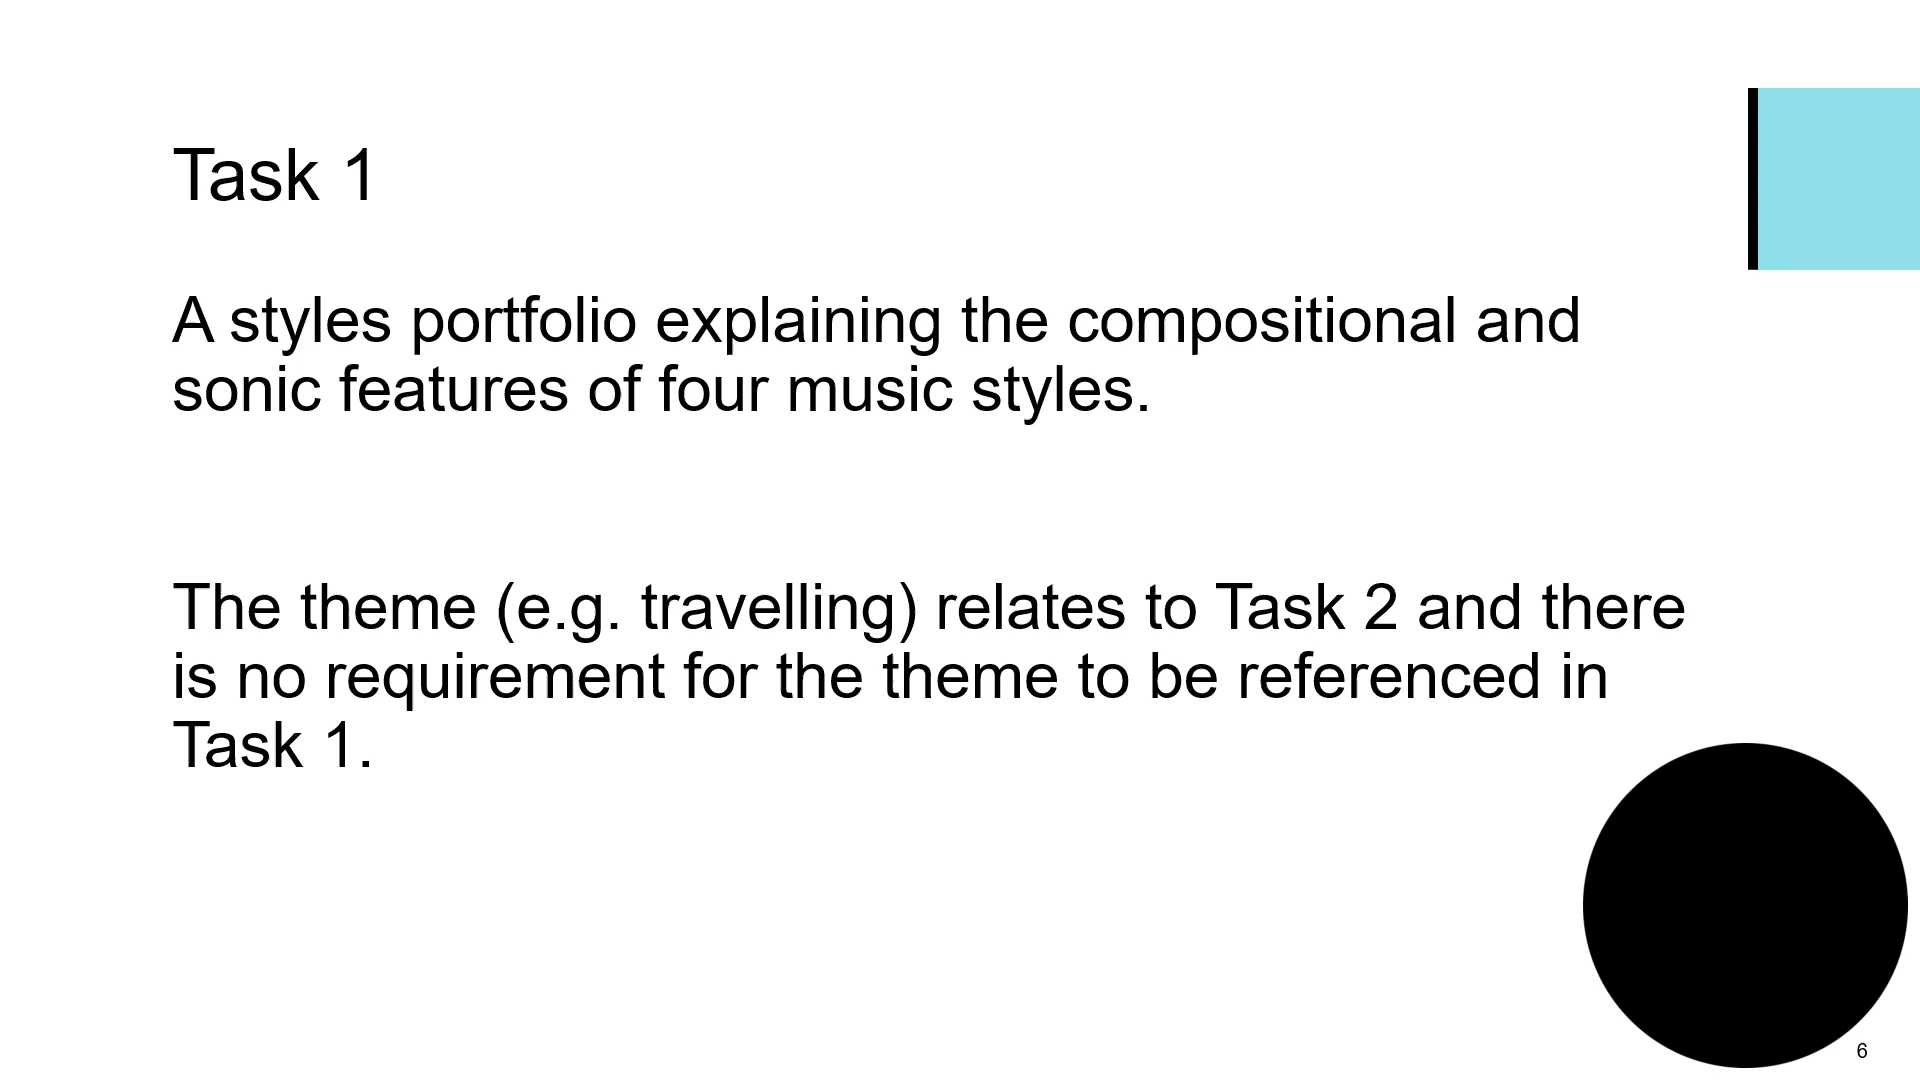 Task 1
A styles portfolio explaining the compositional and
sonic features of four music styles.
The theme (e.g. travelling) relates to Task 2 and there
is no requirement for the theme to be referenced in
Task 1.
6